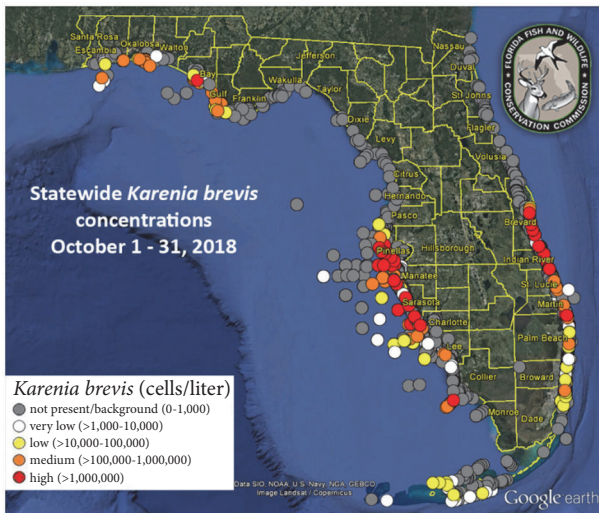 Santa Rosa
Okaloosa
Walton
Escambia
Bay
Gulf
Franklin
Wakulla
Jefferson
Taylor
Nassau
Duval
St Johns
Flagler
Volusia
Dixie
Levy
Citrus
Hernando
Pasco
Pinellas
Hillsborough
Manatee
Sarasota
Charlotte
Lee
Collier
Monroe
Dade
Broward
Palm Beach
Martin
St. Lucie
Indian River
Brevard
FLORIDA FISH AND WILDLIFE
CONSERVATION COMMISSION
Statewide Karenia brevis
concentrations
October 1 - 31, 2018
Karenia brevis (cells/liter)
not present/background (0-1,000)
very low (>1,000-10,000)
low (>10,000-100,000)
medium (>100,000-1,000,000)
high (>1,000,000)
Data SIO, NOAA, U.S. Navy, NGA, GEBCO
Image Landsat / Copernicus
Google earth